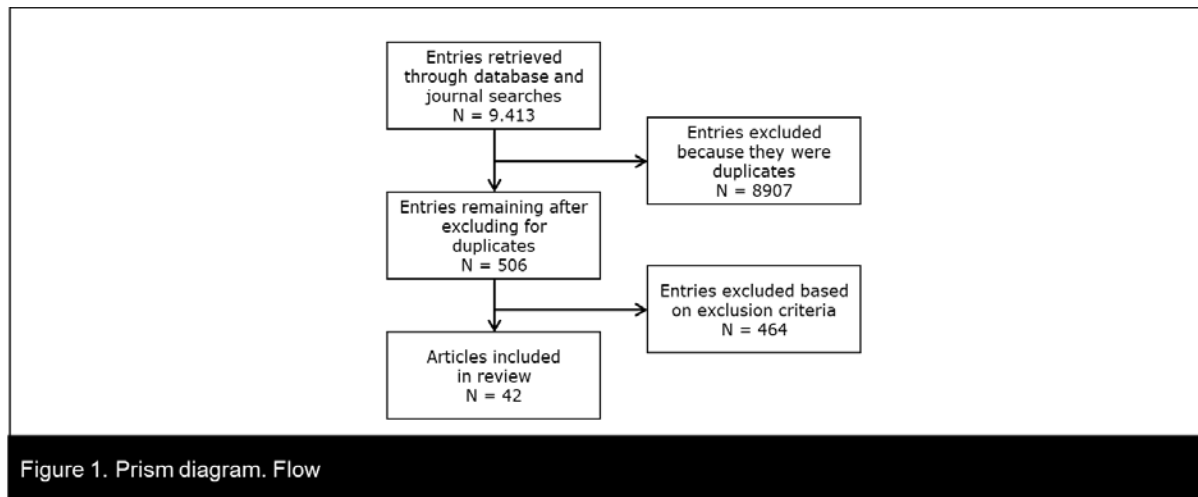 Entries retrieved
through database and
journal searches
N = 9.413
Entries excluded
because they were
duplicates
N = 8907
Entries remaining after
excluding for
duplicates
N = 506
Entries excluded based
on exclusion criteria
N = 464
Articles included
in review
N = 42
Figure 1. Prism diagram. Flow